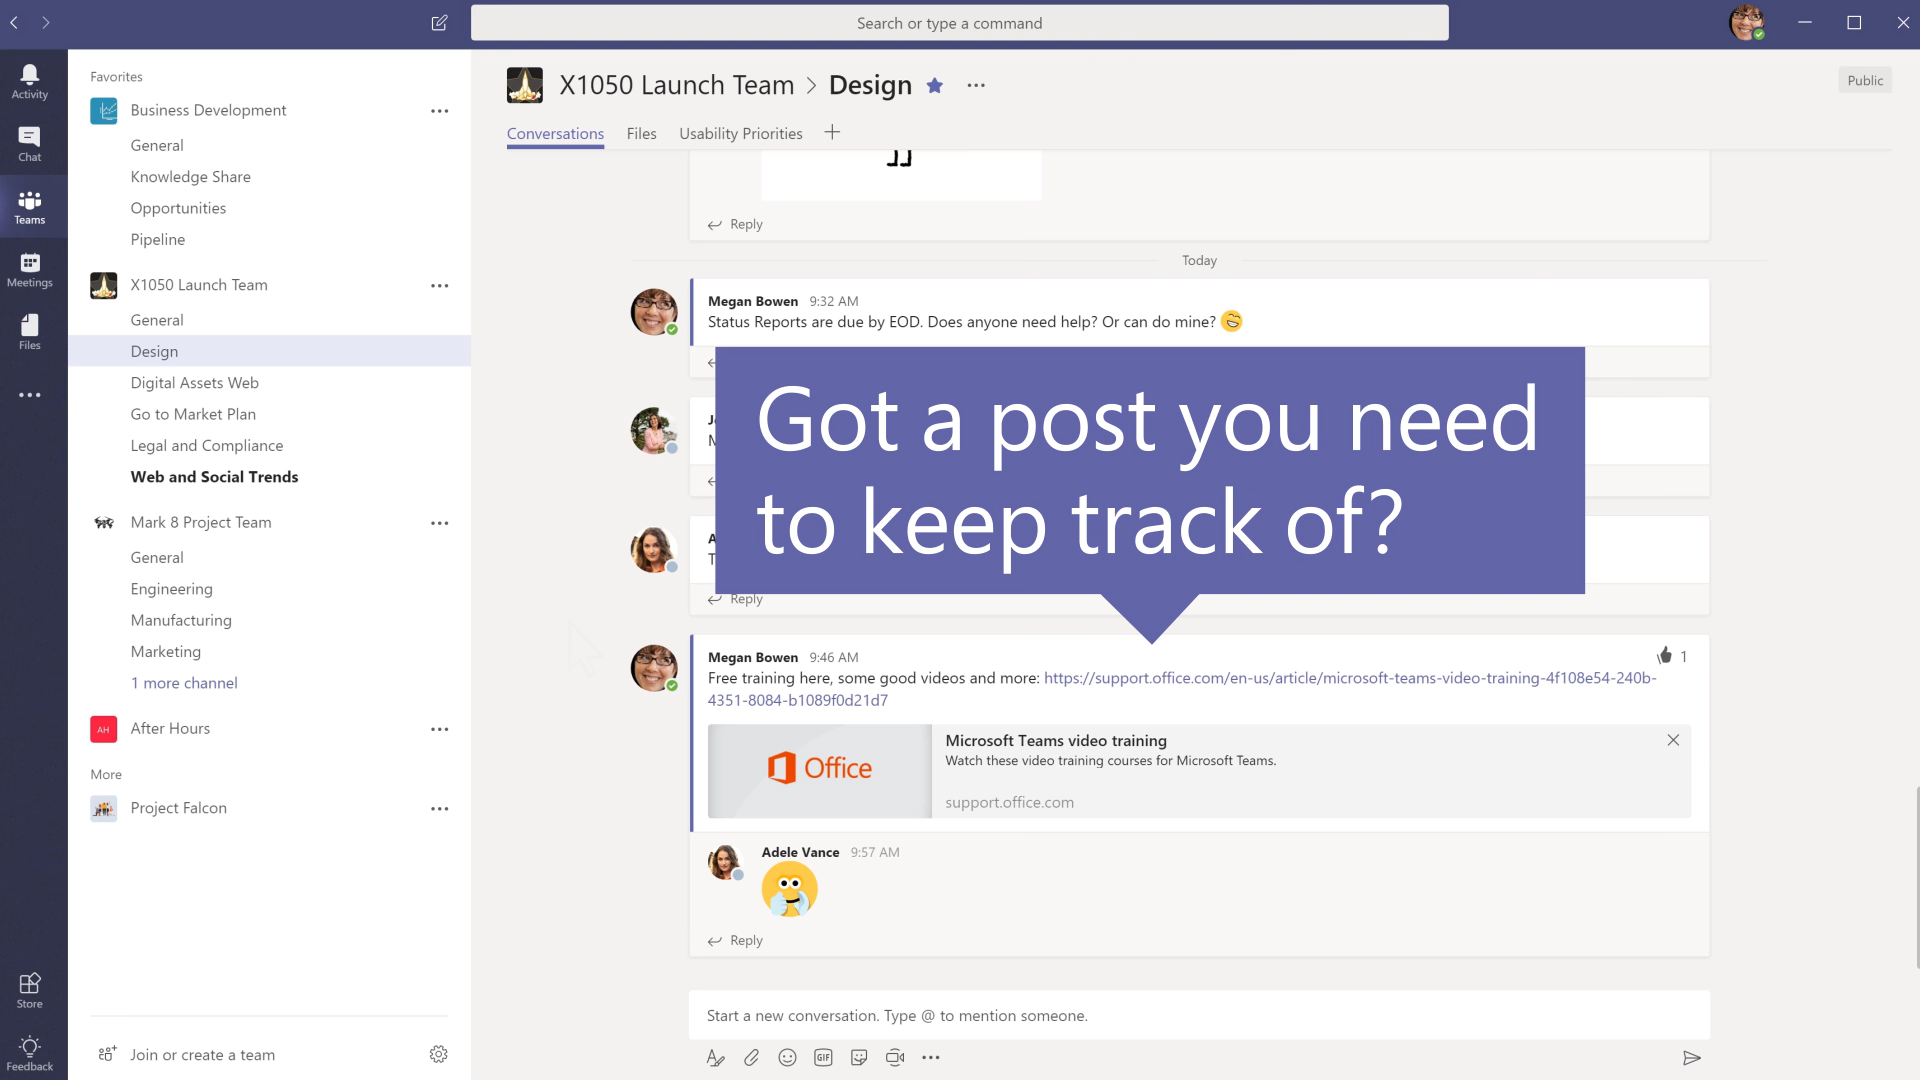 Search or type a command
Activity
Chat
Teams
Meetings
Files
Store
Feedback
Favorites
Business Development
General
Knowledge Share
Opportunities
Pipeline
X1050 Launch Team
General
Design
Digital Assets Web
Go to Market Plan
Legal and Compliance
Web and Social Trends
Mark 8 Project Team
General
Engineering
Manufacturing
Marketing
1 more channel
AH After Hours
More
Project Falcon
Join or create a team
X1050 Launch Team > Design
Public
Conversations Files Usability Priorities
Reply
Today
Megan Bowen 9:32 AM
Status Reports are due by EOD. Does anyone need help? Or can do mine?
Got a post you need
to keep track of?
Reply
Megan Bowen 9:46 AM
1
Free training here, some good videos and more: https://support.office.com/en-us/article/microsoft-teams-video-training-4f108e54-240b-
4351-8084-b1089f0d21d7
Office
Microsoft Teams video training
Watch these video training courses for Microsoft Teams.
support.office.com
Adele Vance 9:57 AM
Reply
Start a new conversation. Type @ to mention someone.
GIF